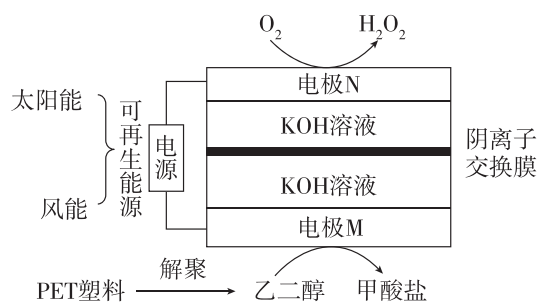 O₂
H₂O₂
电极N
太阳能
可再生能源
电源
KOH溶液
阴离子
交换膜
KOH溶液
风能
电极M
PET塑料
解聚
乙二醇
甲酸盐